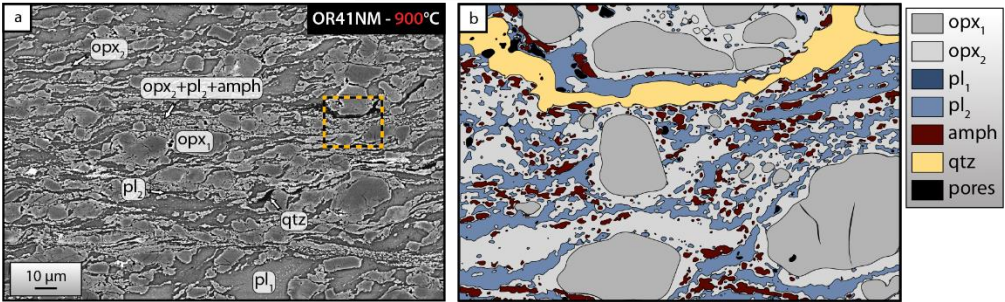 a
OR41NM - 900°C
opx₂
opx₂+pl₂+amph
opx₁
pl₂
qtz
pl₁
10 µm
b
opx₁
opx₂
pl₁
pl₂
amph
qtz
pores